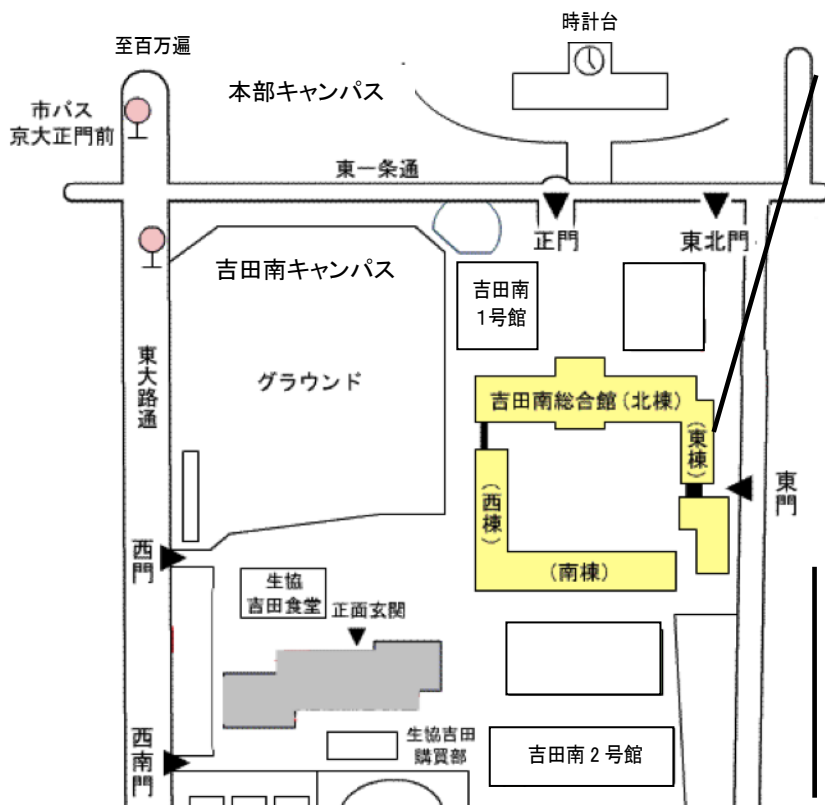 至百万遍
時計台
本部キャンパス
市バス
京大正門前
東一条通
正門
東北門
吉田南キャンパス
吉田南
1号館
東大路通
グラウンド
吉田南総合館(北棟)
(東棟)
(西棟)
東門
西門
(南棟)
生協
吉田食堂
正面玄関
西南門
生協吉田
購買部
吉田南2号館